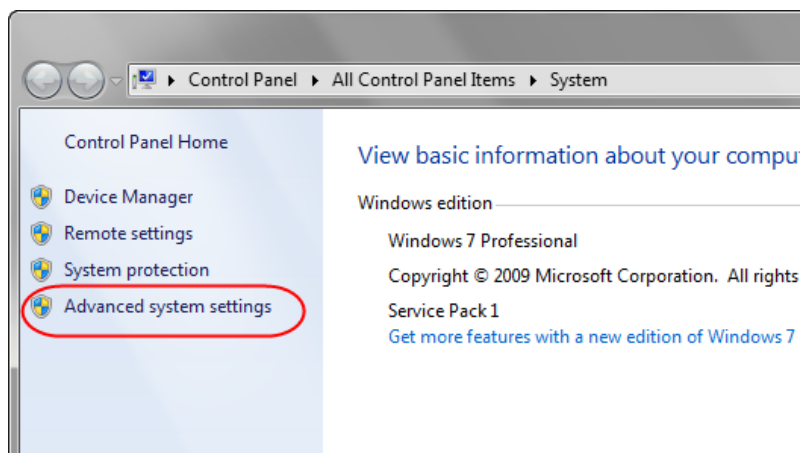 Control Panel ▸ All Control Panel Items ▸ System
Control Panel Home
Device Manager
Remote settings
System protection
Advanced system settings
View basic information about your
Windows edition
Windows 7 Professional
Copyright © 2009 Microsoft Corporation. All rights
Service Pack 1
Get more features with a new edition of Windows 7